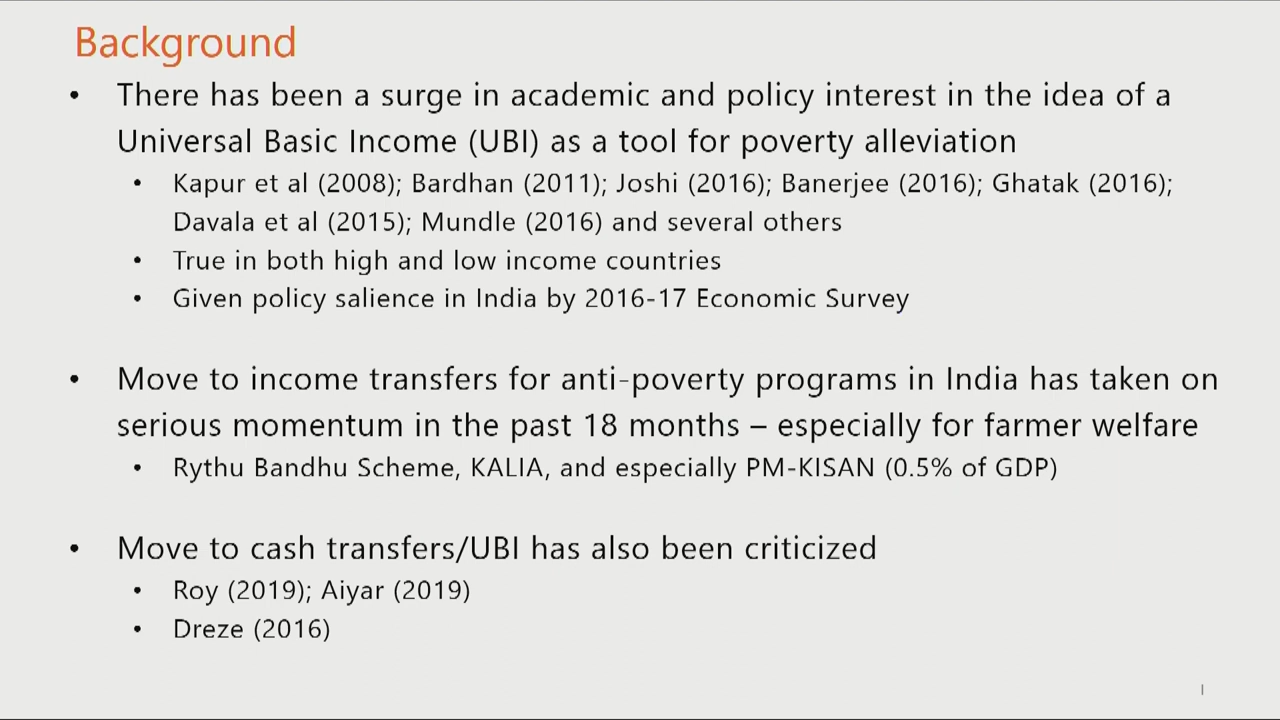 Background
• There has been a surge in academic and policy interest in the idea of a
Universal Basic Income (UBI) as a tool for poverty alleviation
• Kapur et al (2008); Bardhan (2011); Joshi (2016); Banerjee (2016); Ghatak (2016);
Davala et al (2015); Mundle (2016) and several others
• True in both high and low income countries
• Given policy salience in India by 2016-17 Economic Survey
• Move to income transfers for anti-poverty programs in India has taken on
serious momentum in the past 18 months – especially for farmer welfare
• Rythu Bandhu Scheme, KALIA, and especially PM-KISAN (0.5% of GDP)
• Move to cash transfers/UBI has also been criticized
• Roy (2019); Aiyar (2019)
• Dreze (2016)
1